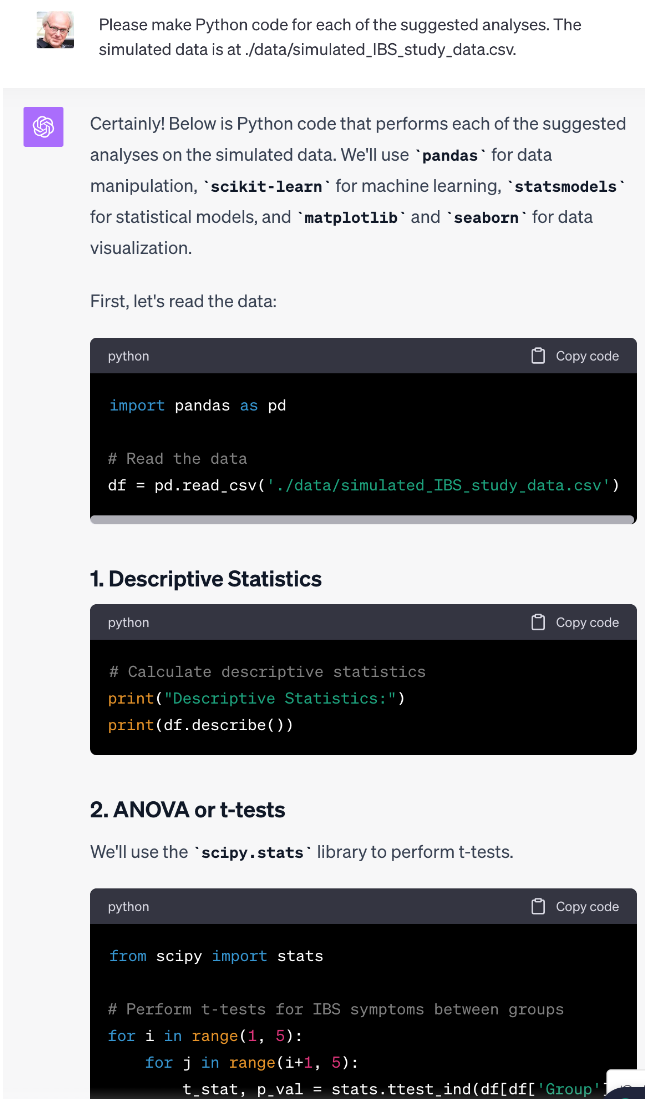 Please make Python code for each of the suggested analyses. The
simulated data is at ./data/simulated_IBS_study_data.csv.
Certainly! Below is Python code that performs each of the suggested
analyses on the simulated data. We'll use `pandas` for data
manipulation, `scikit-learn` for machine learning, `statsmodels`
for statistical models, and `matplotlib` and `seaborn` for data
visualization.
First, let's read the data:
python Copy code
import pandas as pd
# Read the data
df = pd.read_csv('./data/simulated_IBS_study_data.csv')
1. Descriptive Statistics
python Copy code
# Calculate descriptive statistics
print("Descriptive Statistics:")
print(df.describe())
2. ANOVA or t-tests
We'll use the `scipy.stats` library to perform t-tests.
python Copy code
from scipy import stats
# Perform t-tests for IBS symptoms between groups
for i in range(1, 5):
    for j in range(i+1, 5):
        t_stat, p_val = stats.ttest_ind(df[df['Group']